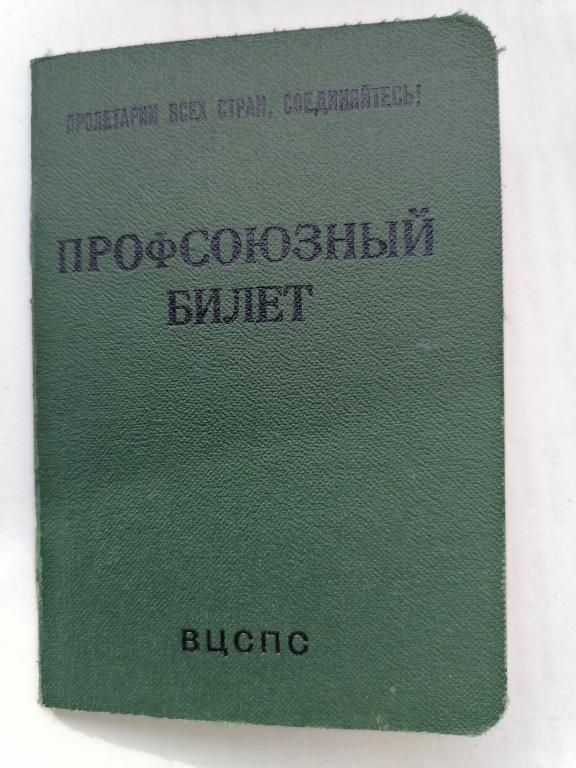 ПРОЛЕТАРИИ ВСЕХ СТРАН, СОЕДИНЯЙТЕСЬ!
ПРОФСОЮЗНЫЙ
БИЛЕТ
ВЦСПС